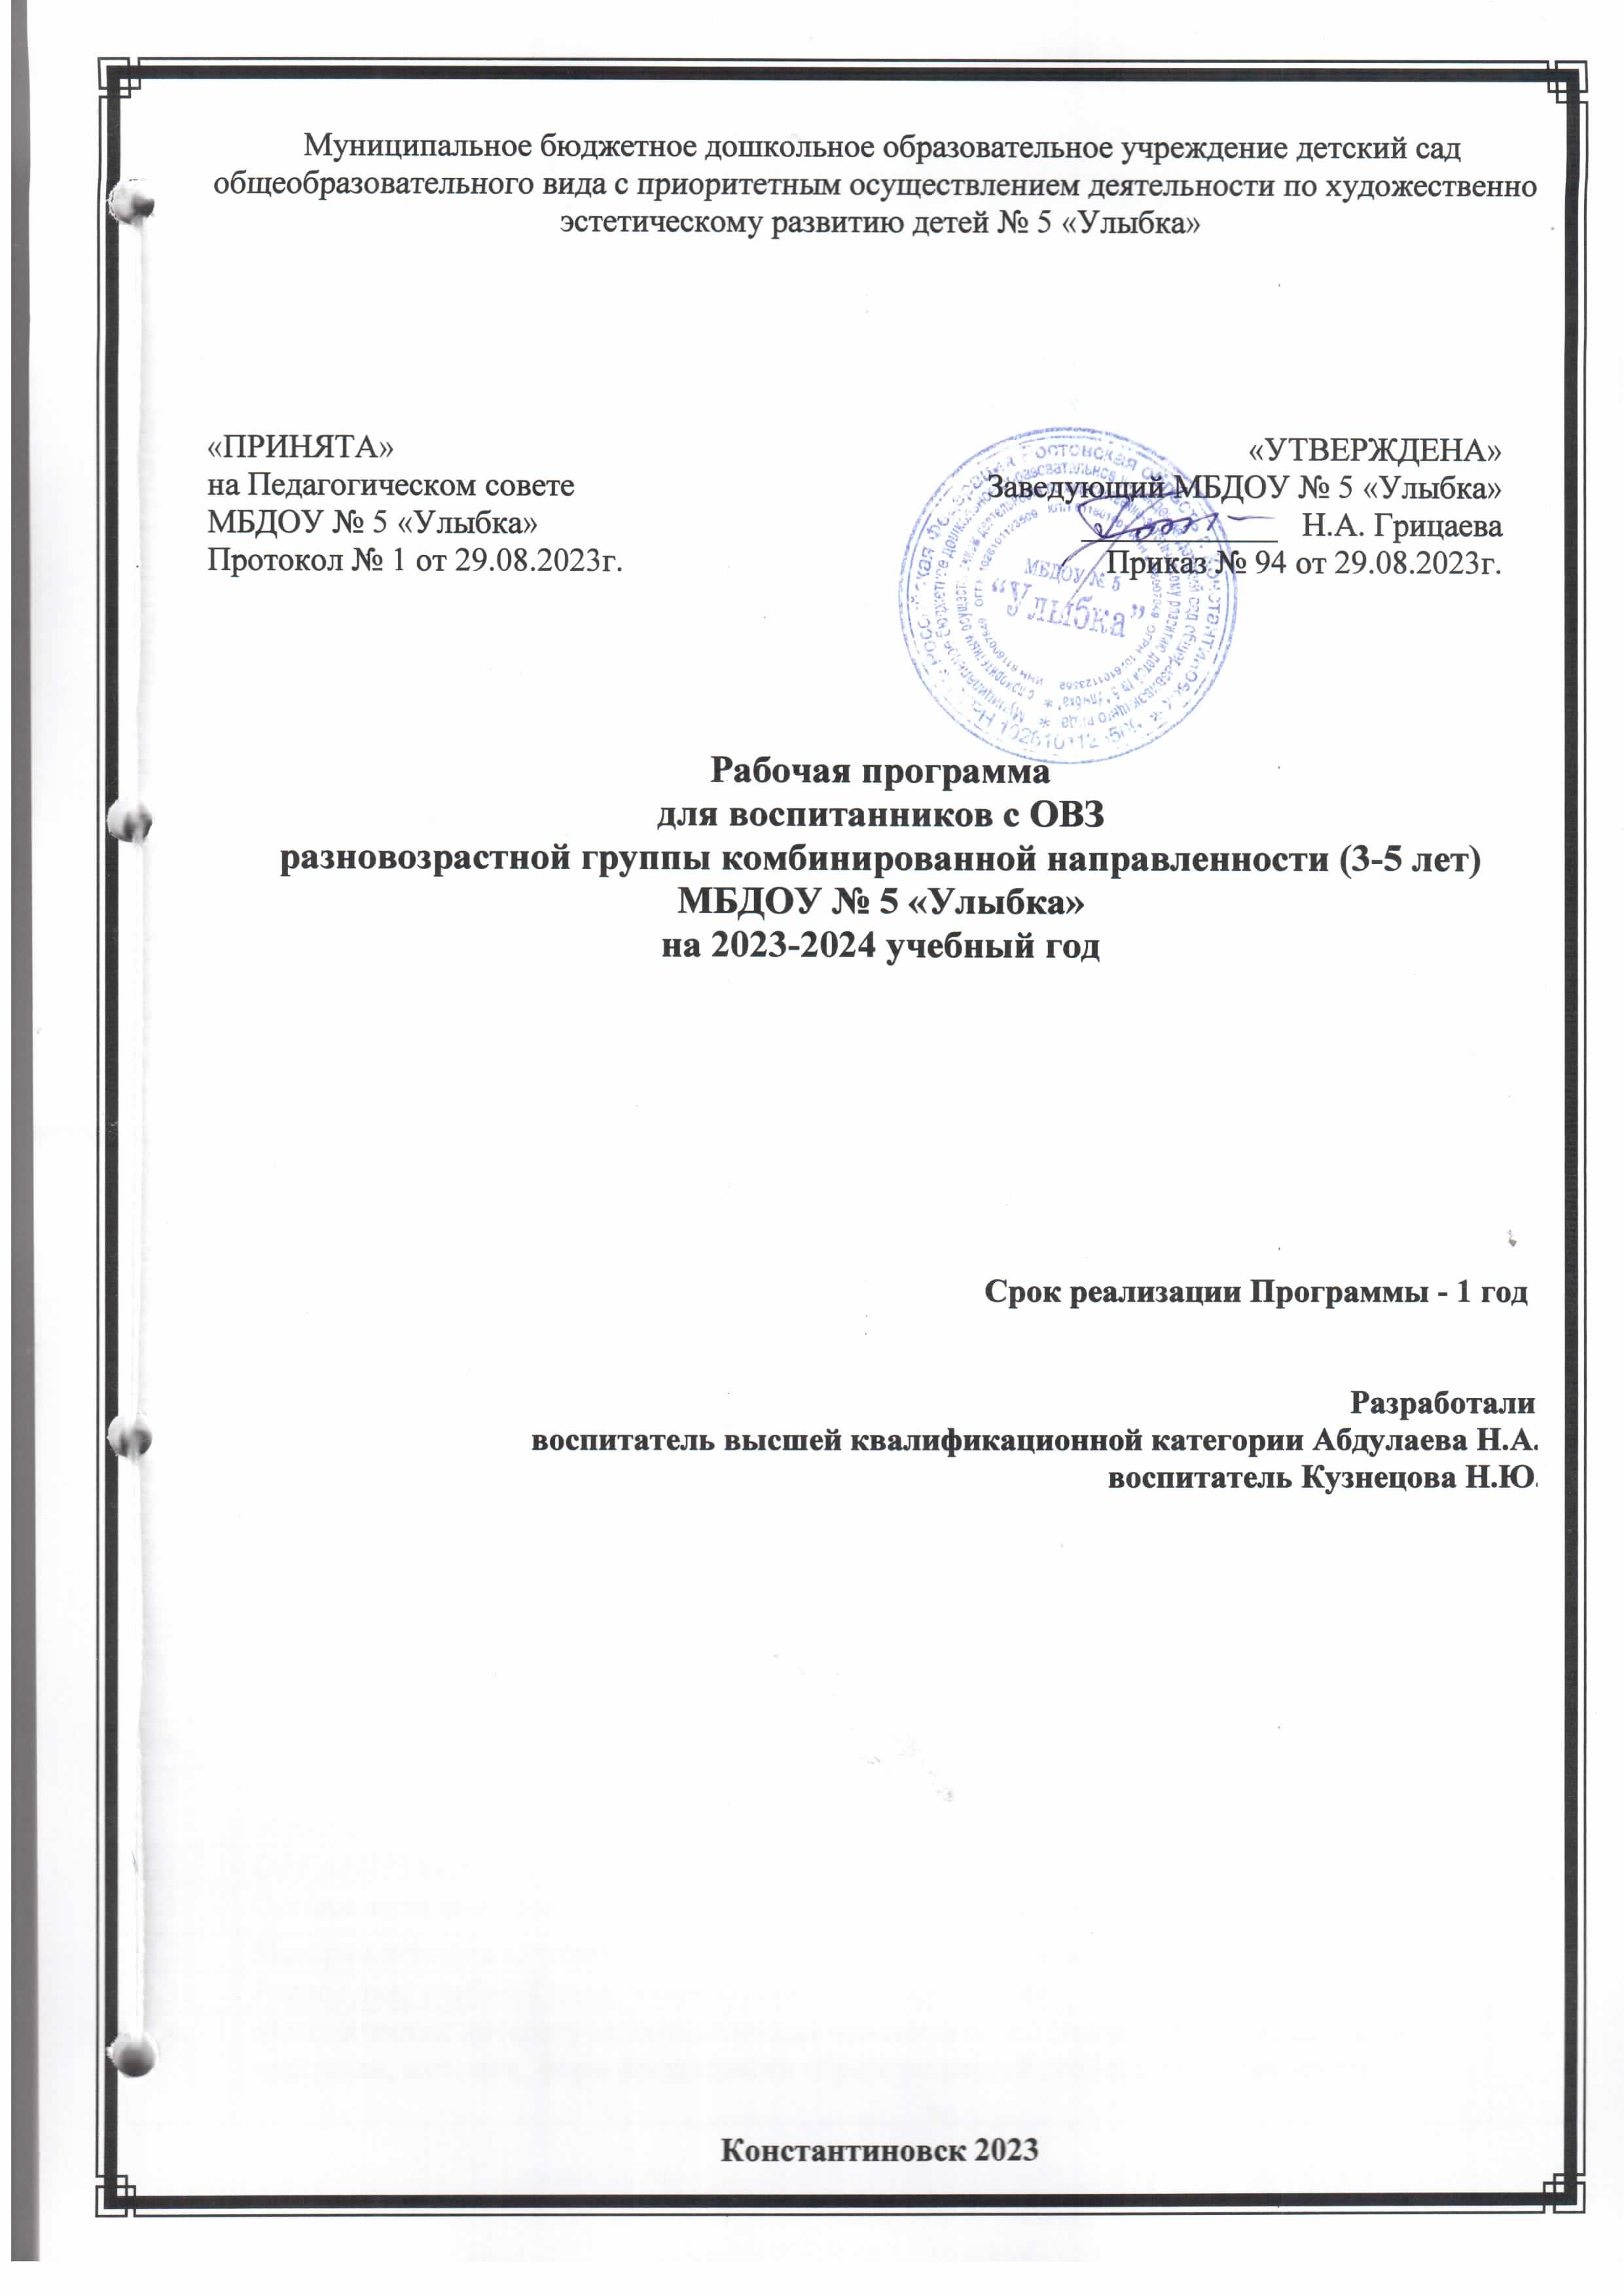 Муниципальное бюджетное дошкольное образовательное учреждение детский сад
общеобразовательного вида с приоритетным осуществлением деятельности по художественно
эстетическому развитию детей № 5 «Улыбка»
«ПРИНЯТА»
на Педагогическом совете
МБДОУ № 5 «Улыбка»
Протокол № 1 от 29.08.2023г.
«УТВЕРЖДЕНА»
Заведующий МБДОУ № 5 «Улыбка»
Н.А. Грицаева
Приказ № 94 от 29.08.2023г.
МБДОУ № 5
“Улыбка”
Рабочая программа
для воспитанников с ОВЗ
разновозрастной группы комбинированной направленности (3-5 лет)
МБДОУ № 5 «Улыбка»
на 2023-2024 учебный год
Срок реализации Программы - 1 год
Разработали
воспитатель высшей квалификационной категории Абдулаева Н.А.
воспитатель Кузнецова Н.Ю.
Константиновск 2023